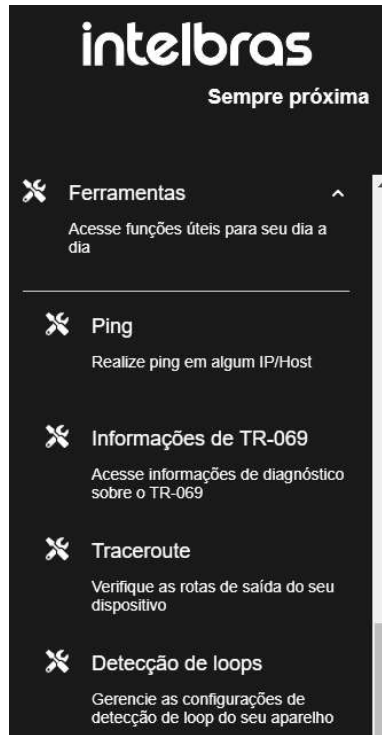 intelbras
Sempre próxima
Ferramentas
Acesse funções úteis para seu dia a
dia
Ping
Realize ping em algum IP/Host
Informações de TR-069
Acesse informações de diagnóstico
sobre o TR-069
Traceroute
Verifique as rotas de saída do seu
dispositivo
Detecção de loops
Gerencie as configurações de
detecção de loop do seu aparelho